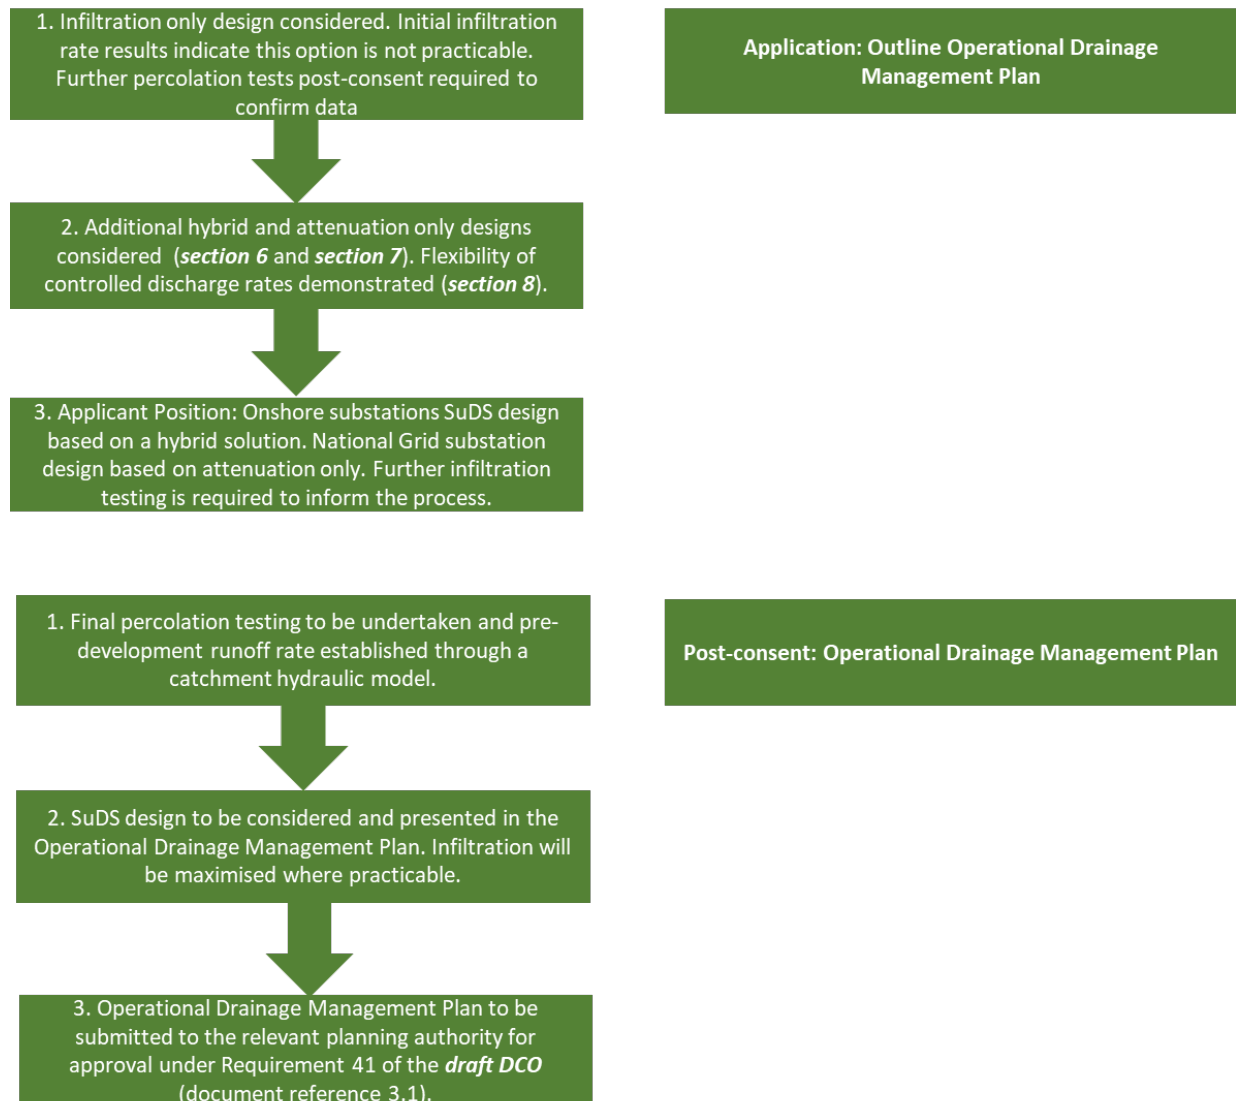 1. Infiltration only design considered. Initial infiltration
rate results indicate this option is not practicable.
Further percolation tests post-consent required to
confirm data
Application: Outline Operational Drainage
Management Plan
2. Additional hybrid and attenuation only designs
considered (section 6 and section 7). Flexibility of
controlled discharge rates demonstrated (section 8).
3. Applicant Position: Onshore substations SuDS design
based on a hybrid solution. National Grid substation
design based on attenuation only. Further infiltration
testing is required to inform the process.
1. Final percolation testing to be undertaken and pre-
development runoff rate established through a
catchment hydraulic model.
Post-consent: Operational Drainage Management Plan
2. SuDS design to be considered and presented in the
Operational Drainage Management Plan. Infiltration will
be maximised where practicable.
3. Operational Drainage Management Plan to be
submitted to the relevant planning authority for
approval under Requirement 41 of the draft DCO
(document reference 3.1).